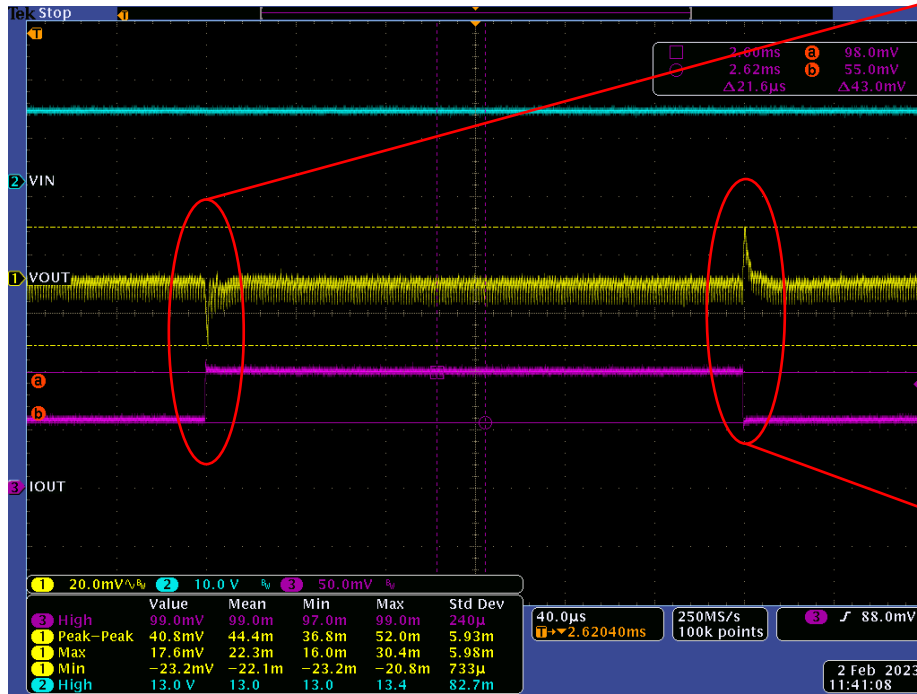 Tek Stop
T
T
2.60ms a 98.0mV
2.62ms b 55.0mV
Δ21.6μs Δ43.0mV
2 VIN
1 VOUT
a
b
3 IOUT
1 20.0mV∿BW 2 10.0 V BW 3 50.0mV BW
Value Mean Min Max Std Dev
3 High 99.0mV 99.0m 97.0m 99.0m 240μ
1 Peak-Peak 40.8mV 44.4m 36.8m 52.0m 5.93m
1 Max 17.6mV 22.3m 16.0m 30.4m 5.98m
1 Min -23.2mV -22.1m -23.2m -20.8m 733μ
2 High 13.0 V 13.0 13.0 13.4 82.7m
40.0μs
T→▼2.62040ms
250MS/s
100k points
3 ƒ 88.0mV
2 Feb 2023
11:41:08